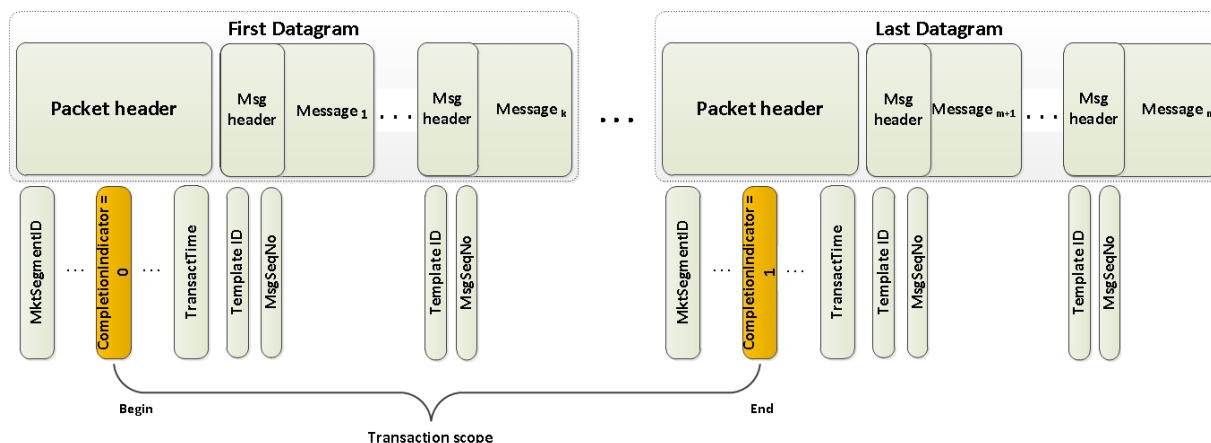 First Datagram
Last Datagram
Packet header
Msg
header
Message 1
...
Msg
header
Message k
...
Packet header
Msg
header
Message m+1
...
Msg
header
Message n
MktSegmentID
...
CompletionIndicator =
0
...
TransactTime
Template ID
MsgSeqNo
Template ID
MsgSeqNo
MktSegmentID
...
CompletionIndicator =
1
...
TransactTime
Template ID
MsgSeqNo
Template ID
MsgSeqNo
Begin
End
Transaction scope